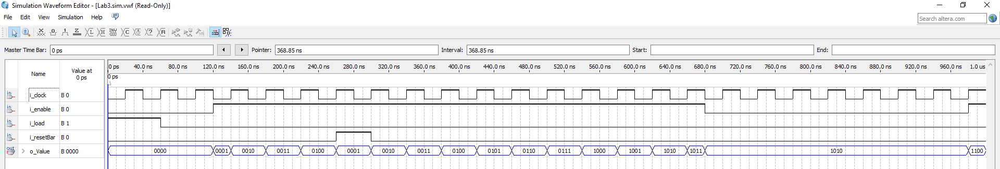 Simulation Waveform Editor - [Lab3.sim.vwf (Read-Only)]
File Edit View Simulation Help
Search altera.com
Master Time Bar: 0 ps Pointer: 368.85 ns Interval: 368.85 ns Start: End:
Name Value at 0 ps
0 ps 40.0 ns 80.0 ns 120.0 ns 160.0 ns 200.0 ns 240.0 ns 280.0 ns 320.0 ns 360.0 ns 400.0 ns 440.0 ns 480.0 ns 520.0 ns 560.0 ns 600.0 ns 640.0 ns 680.0 ns 720.0 ns 760.0 ns 800.0 ns 840.0 ns 880.0 ns 920.0 ns 960.0 ns 1.0 us
0 ps
in i_clock B 0
in i_enable B 0
in i_load B 1
in i_resetBar B 0
out > o_Value B 0000 0000 0001 0010 0011 0100 0001 0010 0011 0100 0101 0110 0111 1000 1001 1010 1011 1010 1100